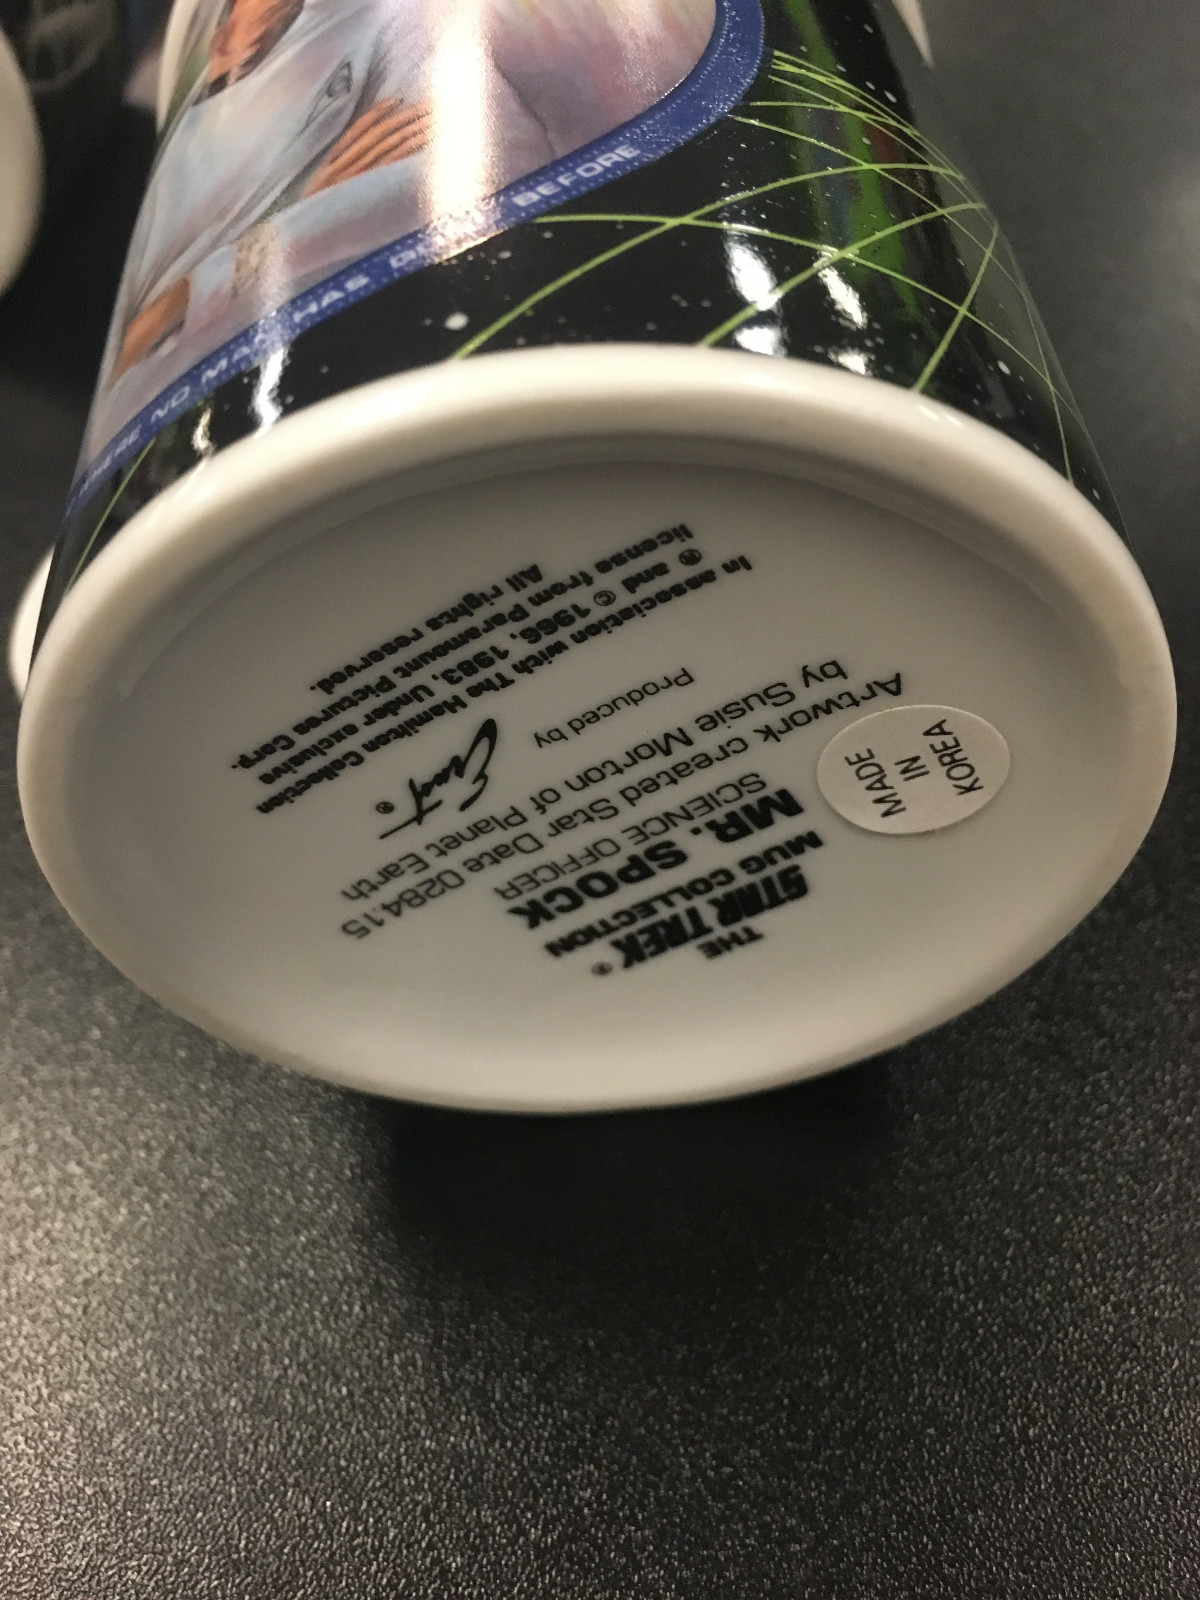 THE
STAR TREK®
MUG COLLECTION
MR. SPOCK
SCIENCE OFFICER
Artwork created Star Date 0284.15
by Susie Morton of Planet Earth
Produced by
Ernst®
In association with The Hamilton Collection
® and © 1966, 1983. Under exclusive
license from Paramount Pictures Corp.
All rights reserved.
MADE
IN
KOREA
WHERE NO MAN HAS GONE BEFORE